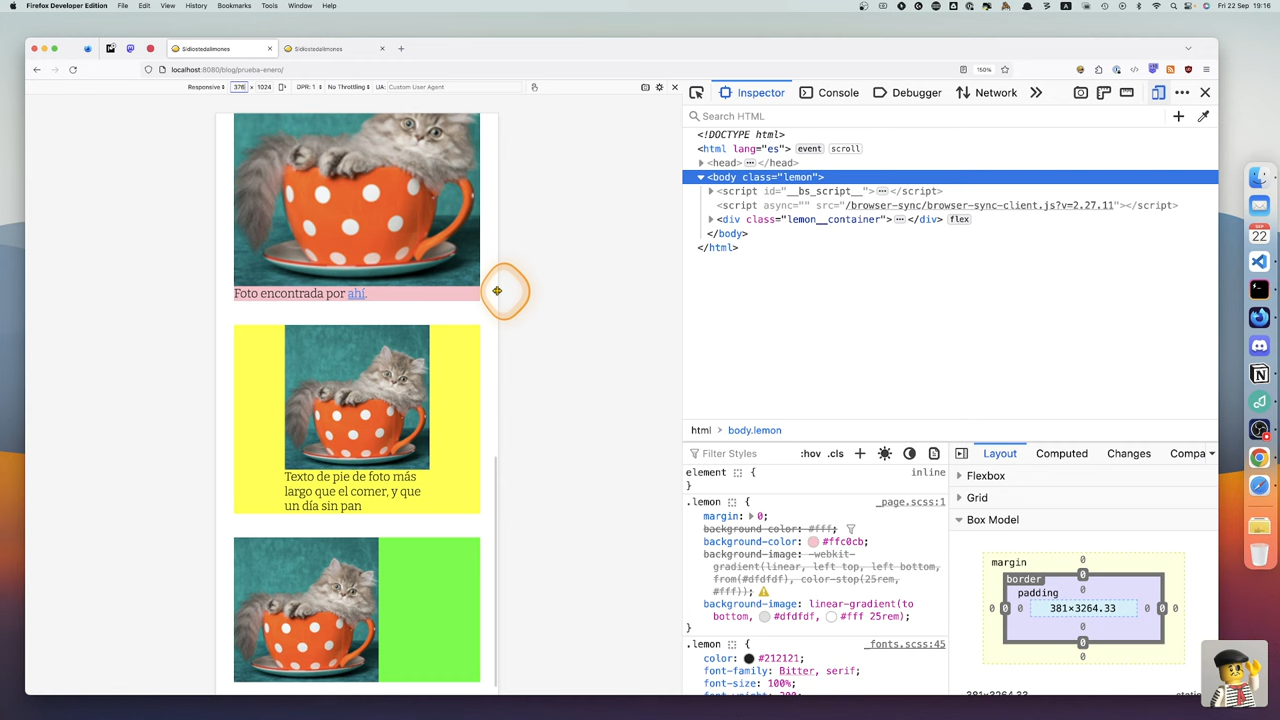 Firefox Developer Edition File Edit View History Bookmarks Tools Window Help
Fri 22 Sep 19:16
Sidiostedalimones
Sidiostedalimones
localhost:8080/blog/prueba-enero/
150%
Responsive
376 × 1024
DPR: 1
No Throttling
UA: Custom User Agent
Foto encontrada por ahí.
Texto de pie de foto más
largo que el comer, y que
un día sin pan
Inspector Console Debugger Network
Search HTML
<!DOCTYPE html>
<html lang="es"> event scroll
<head> ••• </head>
<body class="lemon">
<script id="__bs_script__"> ••• </script>
<script async="" src="/browser-sync/browser-sync-client.js?v=2.27.11"></script>
<div class="lemon__container"> ••• </div> flex
</body>
</html>
html > body.lemon
Filter Styles
:hov .cls
element {
inline
}
.lemon {
_page.scss:1
margin: 0;
background-color: #fff;
background-color: #ffc0cb;
background-image: -webkit-
gradient(linear, left top, left bottom,
from(#dfdfdf), color-stop(25rem,
#fff));
background-image: linear-gradient(to
bottom, #dfdfdf, #fff 25rem);
}
.lemon {
_fonts.scss:45
color: #212121;
font-family: Bitter, serif;
font-size: 100%;
Layout Computed Changes Compa
Flexbox
Grid
Box Model
margin
0
border
0
padding
0
0 0 0 381×3264.33 0 0 0
0
0
0
22